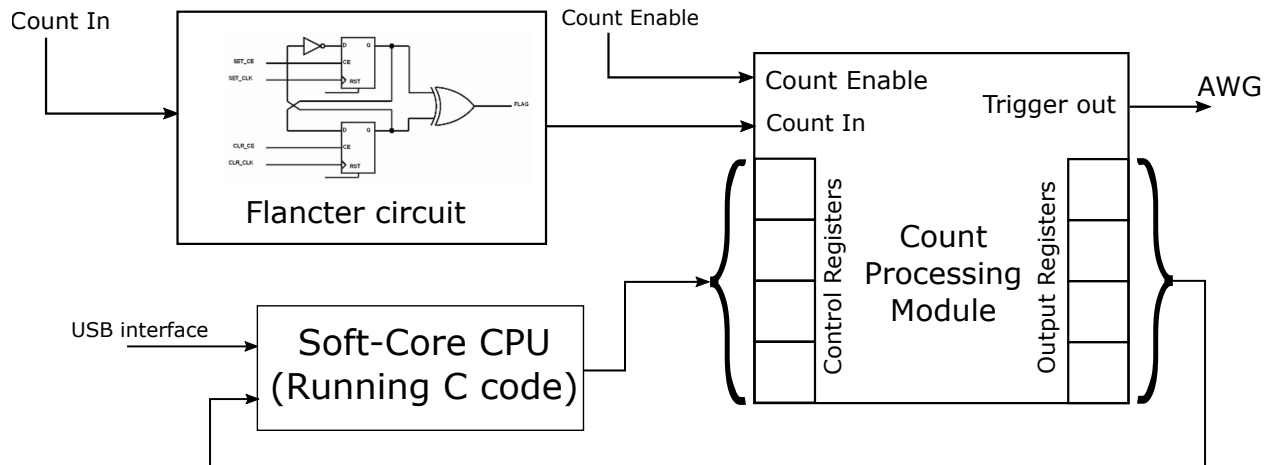 Count In
Count Enable
SET_CE
SET_CLK
D
Q
CE
RST
FLAG
CLR_CE
CLR_CLK
D
Q
CE
RST
Flancter circuit
Count Enable
Count In
Trigger out
AWG
Control Registers
Count
Processing
Module
Output Registers
USB interface
Soft-Core CPU
(Running C code)